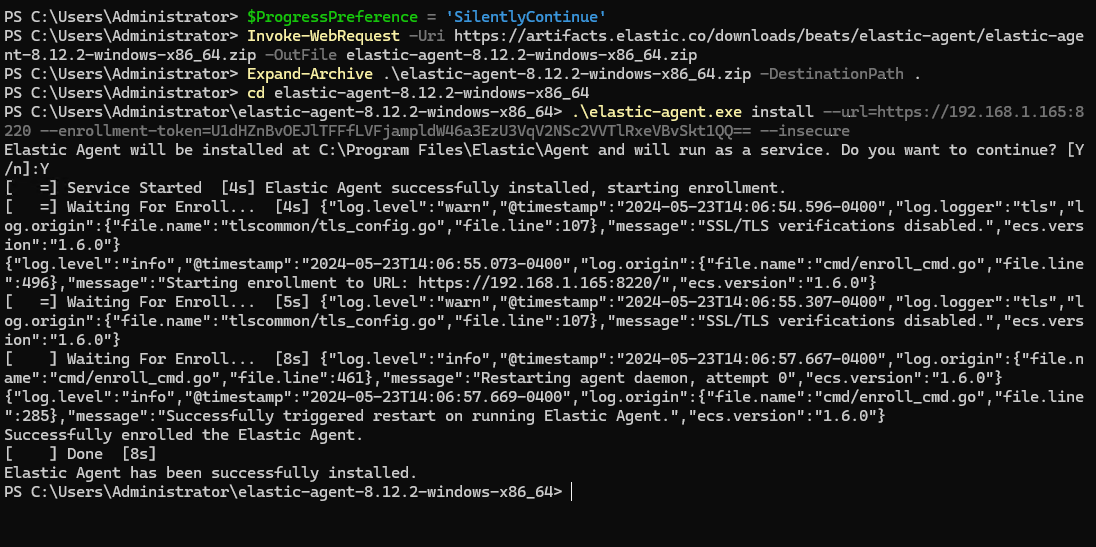 PS C:\Users\Administrator> $ProgressPreference = 'SilentlyContinue'
PS C:\Users\Administrator> Invoke-WebRequest -Uri https://artifacts.elastic.co/downloads/beats/elastic-agent/elastic-age
nt-8.12.2-windows-x86_64.zip -OutFile elastic-agent-8.12.2-windows-x86_64.zip
PS C:\Users\Administrator> Expand-Archive .\elastic-agent-8.12.2-windows-x86_64.zip -DestinationPath .
PS C:\Users\Administrator> cd elastic-agent-8.12.2-windows-x86_64
PS C:\Users\Administrator\elastic-agent-8.12.2-windows-x86_64> .\elastic-agent.exe install --url=https://192.168.1.165:8
220 --enrollment-token=U1dHZnBvOEJlTFFfLVFjampldW46a3EzU3VqV2NSc2VVTlRxeVBvSkt1QQ== --insecure
Elastic Agent will be installed at C:\Program Files\Elastic\Agent and will run as a service. Do you want to continue? [Y
/n]:Y
[   =] Service Started  [4s] Elastic Agent successfully installed, starting enrollment.
[   =] Waiting For Enroll...  [4s] {"log.level":"warn","@timestamp":"2024-05-23T14:06:54.596-0400","log.logger":"tls","l
og.origin":{"file.name":"tlscommon/tls_config.go","file.line":107},"message":"SSL/TLS verifications disabled.","ecs.vers
ion":"1.6.0"}
{"log.level":"info","@timestamp":"2024-05-23T14:06:55.073-0400","log.origin":{"file.name":"cmd/enroll_cmd.go","file.line
":496},"message":"Starting enrollment to URL: https://192.168.1.165:8220/","ecs.version":"1.6.0"}
[   =] Waiting For Enroll...  [5s] {"log.level":"warn","@timestamp":"2024-05-23T14:06:55.307-0400","log.logger":"tls","l
og.origin":{"file.name":"tlscommon/tls_config.go","file.line":107},"message":"SSL/TLS verifications disabled.","ecs.vers
ion":"1.6.0"}
[    ] Waiting For Enroll...  [8s] {"log.level":"info","@timestamp":"2024-05-23T14:06:57.667-0400","log.origin":{"file.n
ame":"cmd/enroll_cmd.go","file.line":461},"message":"Restarting agent daemon, attempt 0","ecs.version":"1.6.0"}
{"log.level":"info","@timestamp":"2024-05-23T14:06:57.669-0400","log.origin":{"file.name":"cmd/enroll_cmd.go","file.line
":285},"message":"Successfully triggered restart on running Elastic Agent.","ecs.version":"1.6.0"}
Successfully enrolled the Elastic Agent.
[    ] Done  [8s]
Elastic Agent has been successfully installed.
PS C:\Users\Administrator\elastic-agent-8.12.2-windows-x86_64>